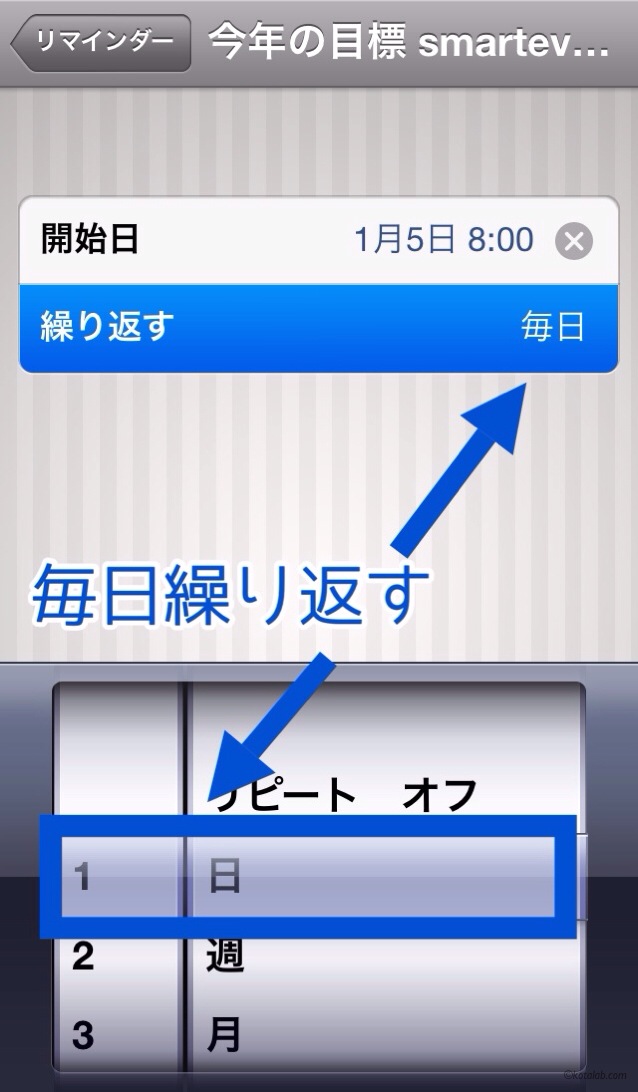 リマインダー 今年の目標 smartev...
開始日 1月5日 8:00
繰り返す 毎日
毎日繰り返す
リピート オフ
1 日
2 週
3 月
©kotalab.com